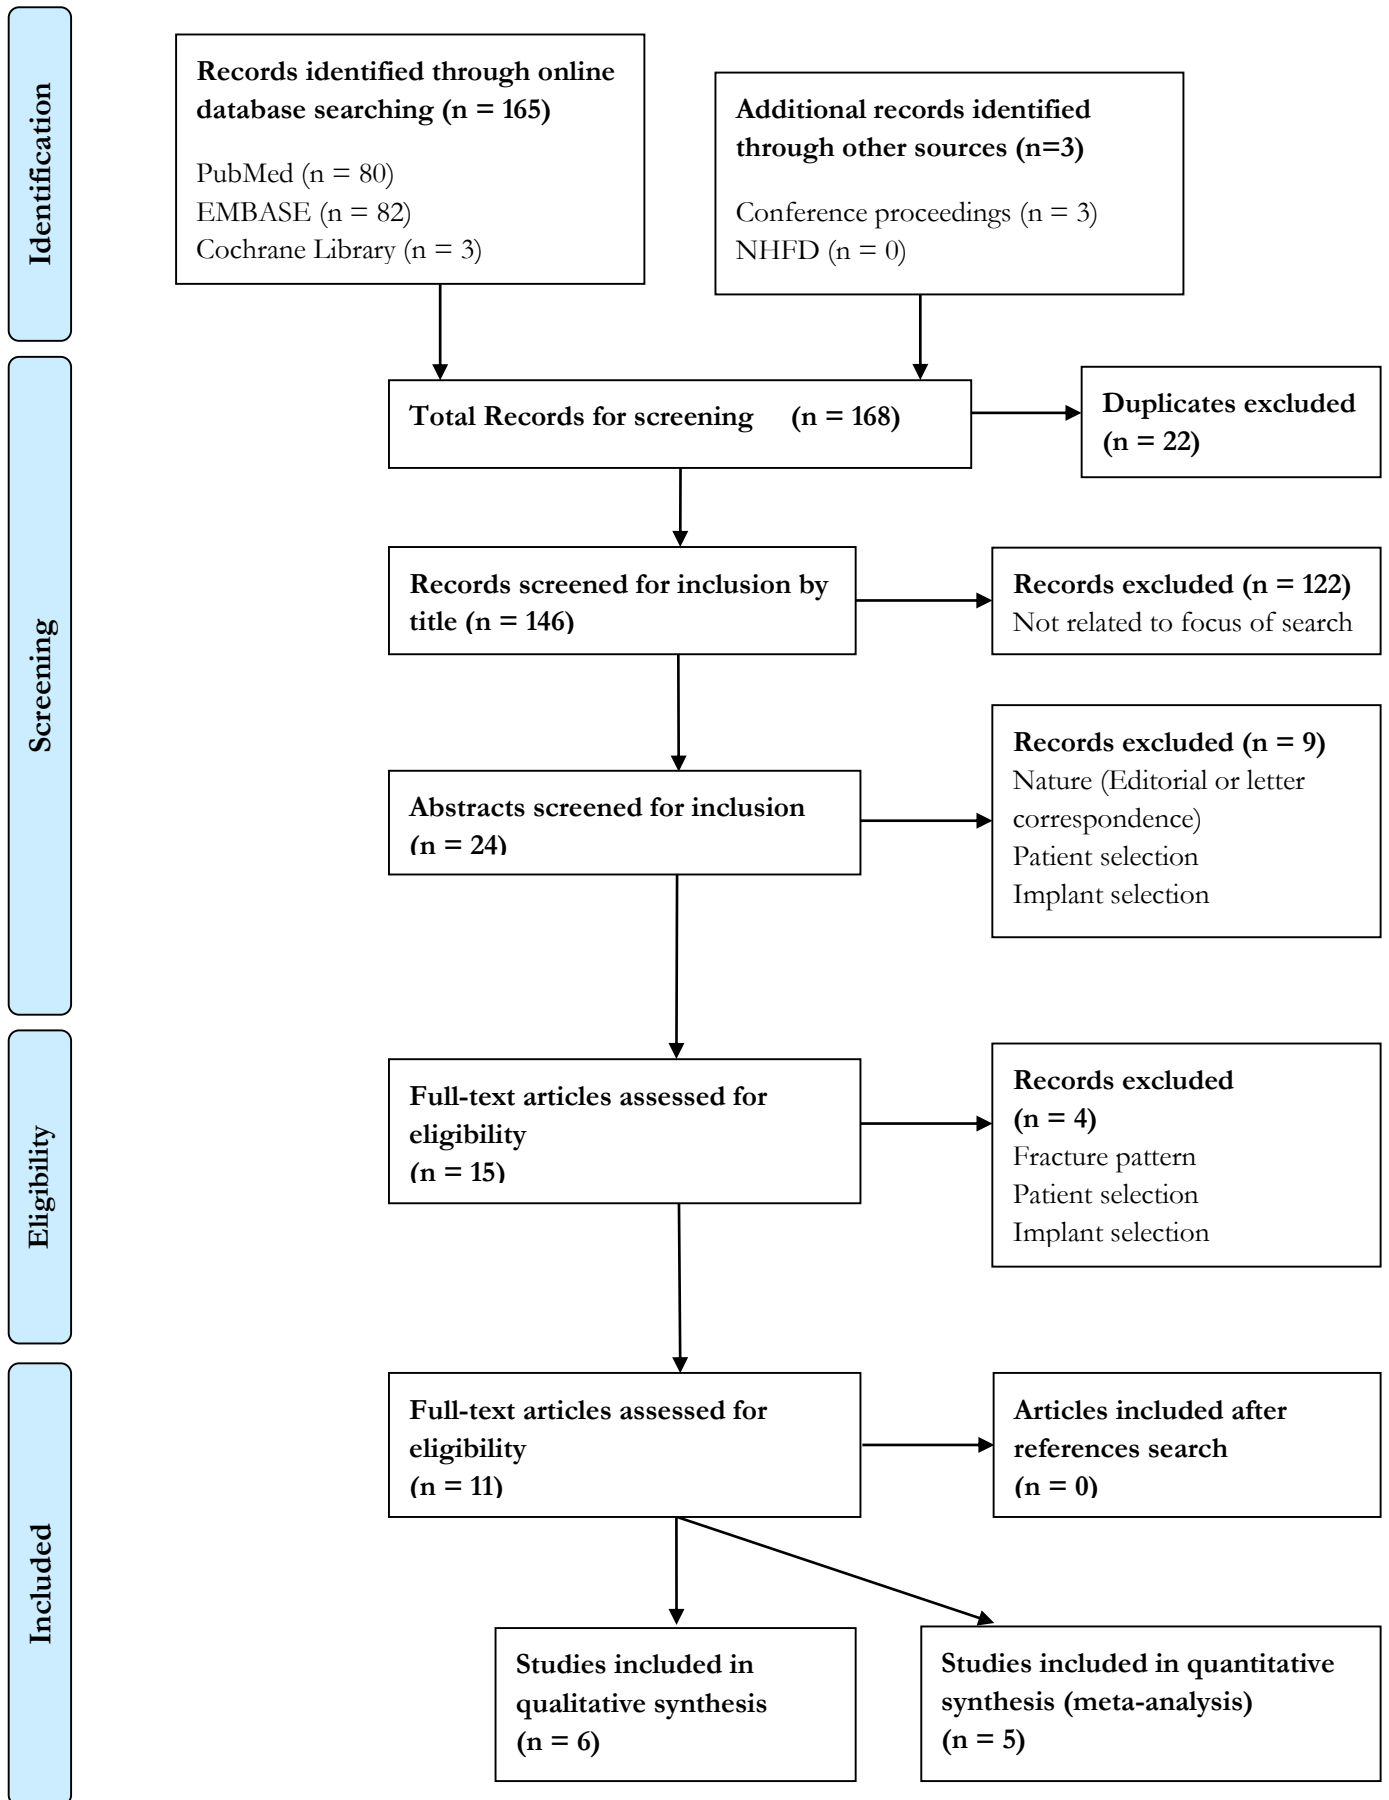 Identification
Records identified through online
database searching (n = 165)
PubMed (n = 80)
EMBASE (n = 82)
Cochrane Library (n = 3)
Additional records identified
through other sources (n=3)
Conference proceedings (n = 3)
NHFD (n = 0)
Screening
Total Records for screening (n = 168)
Duplicates excluded
(n = 22)
Records screened for inclusion by
title (n = 146)
Records excluded (n = 122)
Not related to focus of search
Abstracts screened for inclusion
(n = 24)
Records excluded (n = 9)
Nature (Editorial or letter
correspondence)
Patient selection
Implant selection
Eligibility
Full-text articles assessed for
eligibility
(n = 15)
Records excluded
(n = 4)
Fracture pattern
Patient selection
Implant selection
Included
Full-text articles assessed for
eligibility
(n = 11)
Articles included after
references search
(n = 0)
Studies included in
qualitative synthesis
(n = 6)
Studies included in quantitative
synthesis (meta-analysis)
(n = 5)